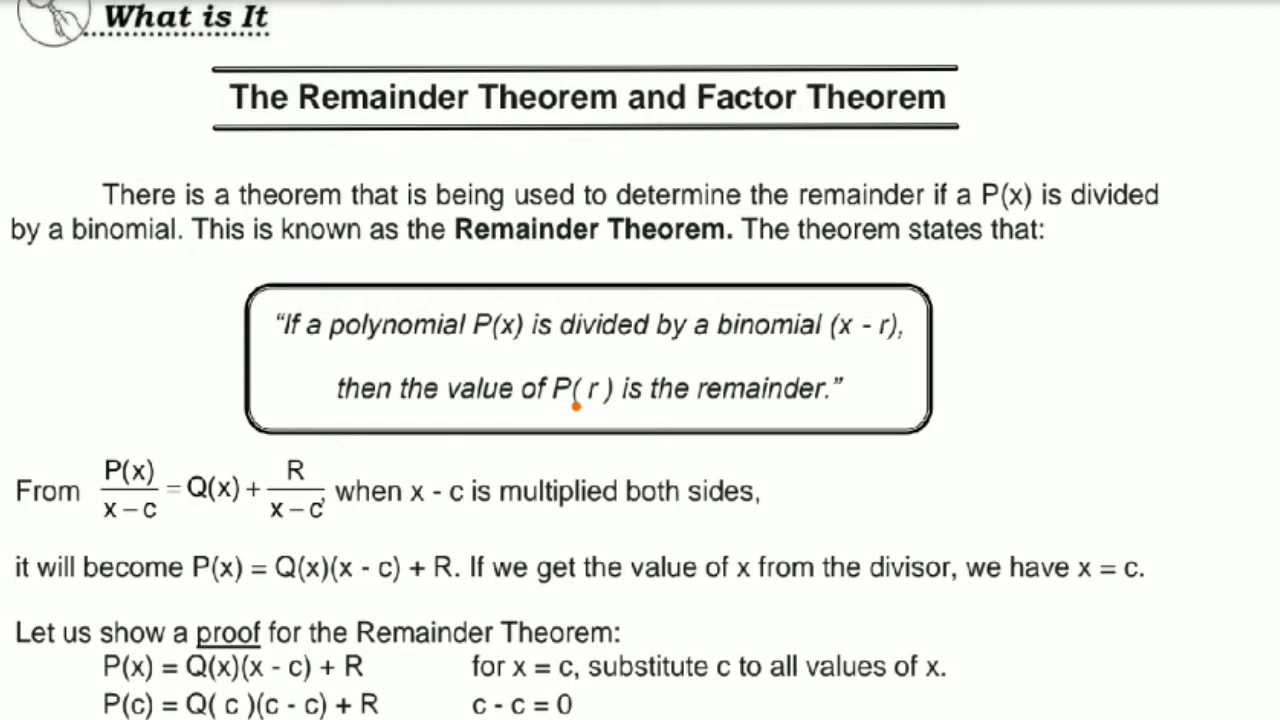 What is It
The Remainder Theorem and Factor Theorem
There is a theorem that is being used to determine the remainder if a P(x) is divided
by a binomial. This is known as the Remainder Theorem. The theorem states that:
“If a polynomial P(x) is divided by a binomial (x - r),
then the value of P( r ) is the remainder.”
From P(x)/(x – c) = Q(x) + R/(x – c), when x - c is multiplied both sides,
it will become P(x) = Q(x)(x - c) + R. If we get the value of x from the divisor, we have x = c.
Let us show a proof for the Remainder Theorem:
P(x) = Q(x)(x - c) + R for x = c, substitute c to all values of x.
P(c) = Q( c )(c - c) + R c - c = 0